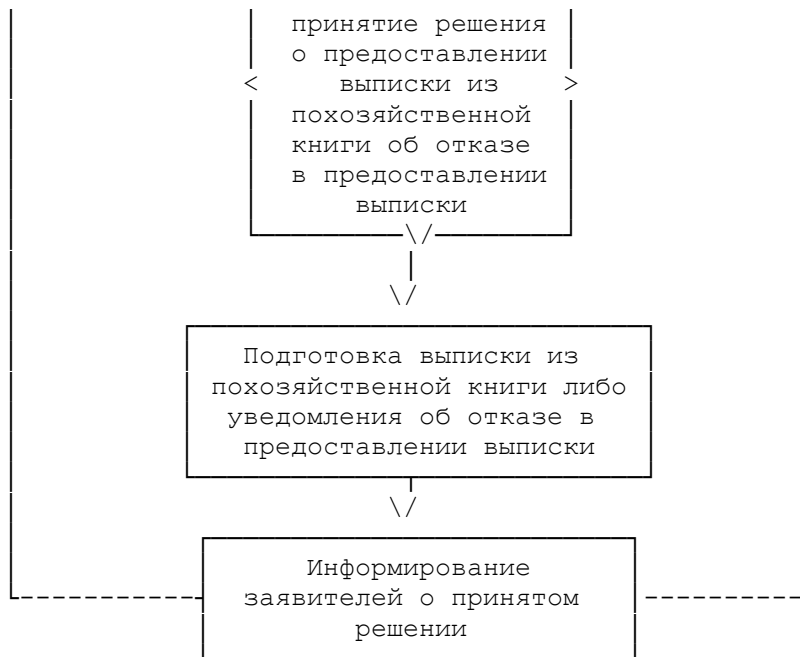 принятие решения
о предоставлении
выписки из
похозяйственной
книги об отказе
в предоставлении
выписки
Подготовка выписки из
похозяйственной книги либо
уведомления об отказе в
предоставлении выписки
Информирование
заявителей о принятом
решении